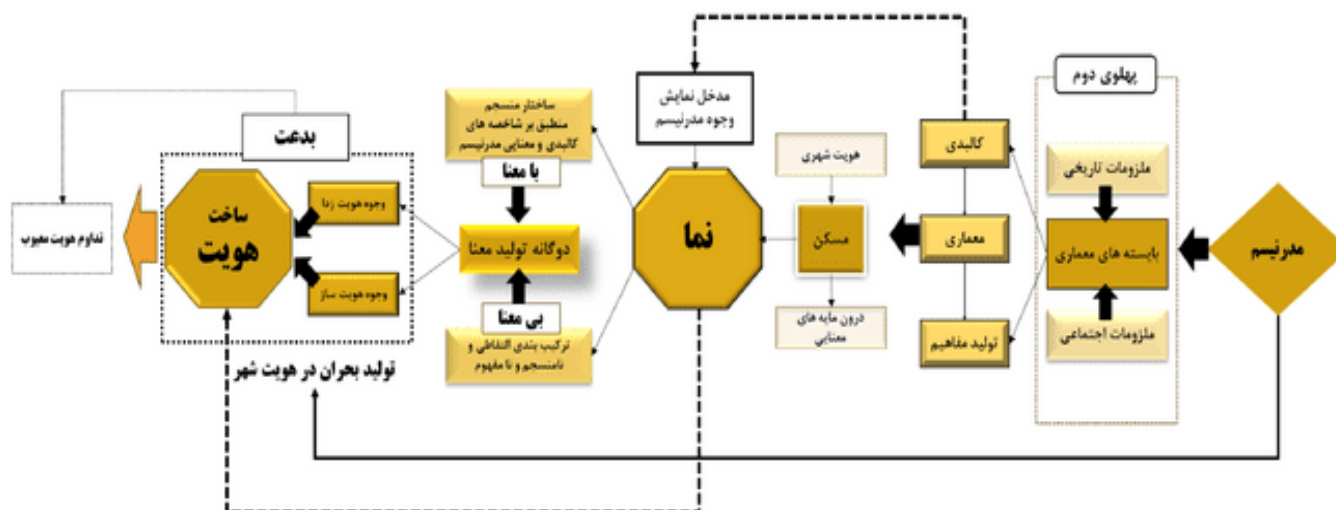 پهلوی دوم
مدرنیسم
ملزومات تاریخی
بایسته های معماری
ملزومات اجتماعی
کالبدی
معماری
تولید مفاهیم
هویت شهری
مسکن
درون مایه های
معنایی
مدخل نمایش
وجوه مدرنیسم
نما
ساختار منسجم
منطبق بر شاخصه های
کالبدی و معنایی مدرنیسم
با معنا
دوگانه تولید معنا
بی معنا
ترکیب بندی التقاطی و
نامنسجم و نا مفهوم
بدعت
وجوه هویت زدا
وجوه هویت ساز
ساخت
هویت
تولید بحران در هویت شهر
تداوم هویت معیوب